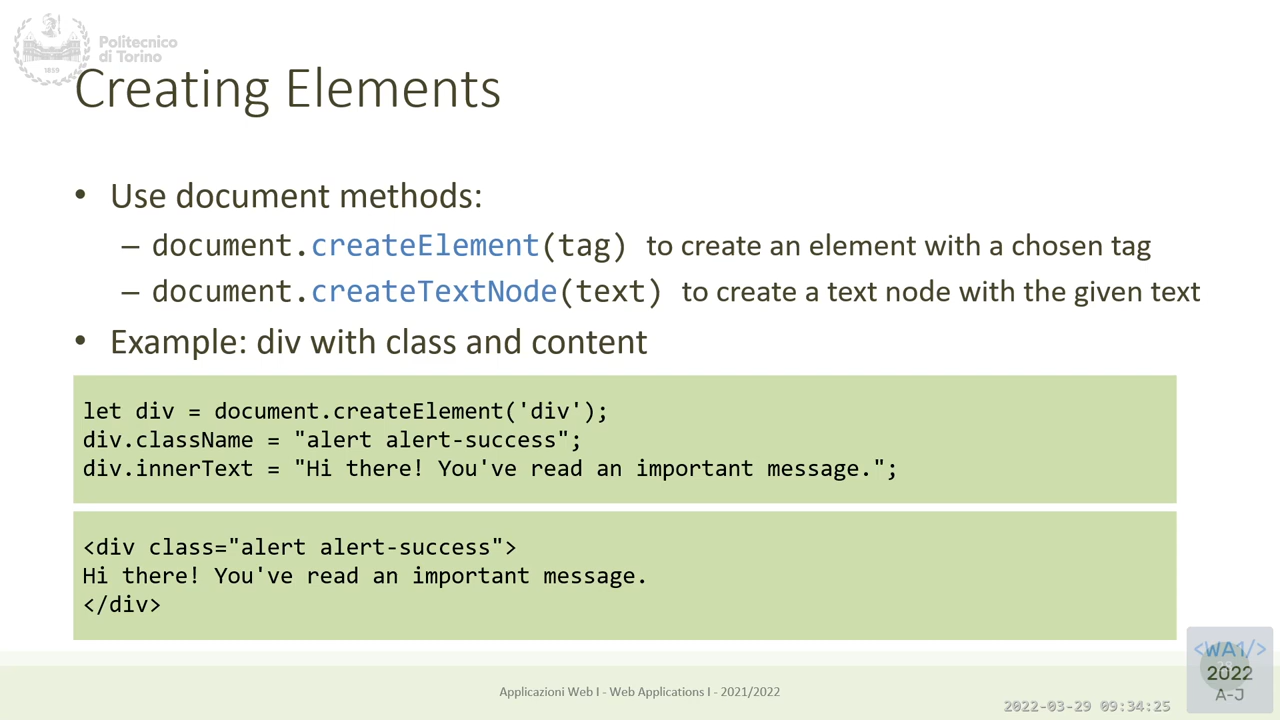 Politecnico
di Torino
1859
Creating Elements
• Use document methods:
– document.createElement(tag) to create an element with a chosen tag
– document.createTextNode(text) to create a text node with the given text
• Example: div with class and content
let div = document.createElement('div');
div.className = "alert alert-success";
div.innerText = "Hi there! You've read an important message.";
<div class="alert alert-success">
Hi there! You've read an important message.
</div>
Applicazioni Web I - Web Applications I - 2021/2022
2022-03-29 09:34:25
<WA1/>
2022
A-J